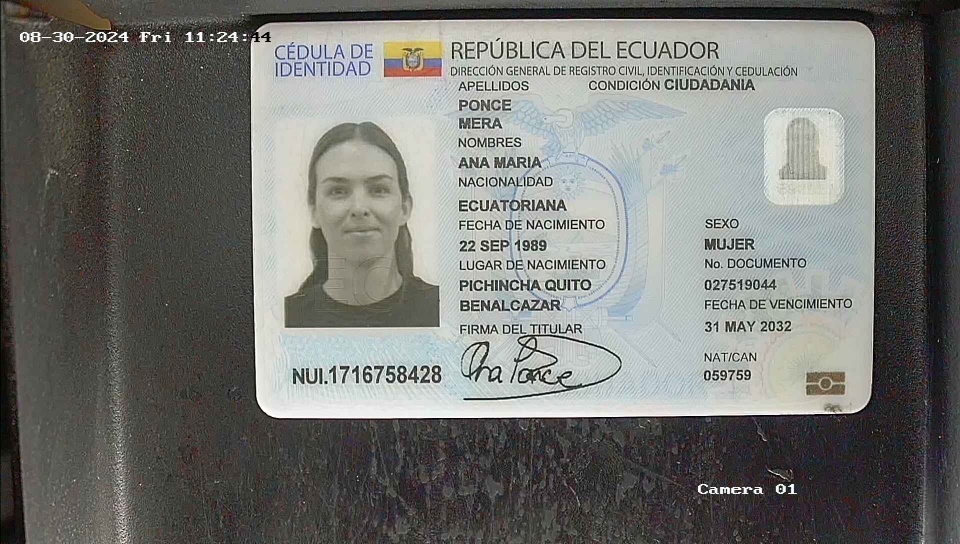 08-30-2024 Fri 11:24:44
CÉDULA DE
IDENTIDAD
REPÚBLICA DEL ECUADOR
DIRECCIÓN GENERAL DE REGISTRO CIVIL, IDENTIFICACIÓN Y CEDULACIÓN
APELLIDOS
CONDICIÓN CIUDADANIA
PONCE
MERA
NOMBRES
ANA MARIA
NACIONALIDAD
ECUATORIANA
FECHA DE NACIMIENTO
22 SEP 1989
LUGAR DE NACIMIENTO
PICHINCHA QUITO
BENALCAZAR
FIRMA DEL TITULAR
Ana Ponce
SEXO
MUJER
No. DOCUMENTO
027519044
FECHA DE VENCIMIENTO
31 MAY 2032
NAT/CAN
059759
NUI.1716758428
Camera 01